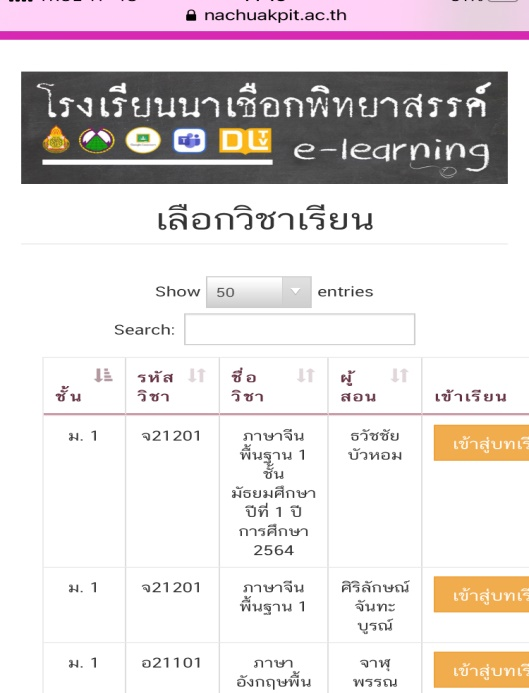 nachuakpit.ac.th
โรงเรียนนาเชือกพิทยาสรรค์
DLTV
e-learning
เลือกวิชาเรียน
Show 50 entries
Search:
ชั้น
รหัส
วิชา
ชื่อ
วิชา
ผู้
สอน
เข้าเรียน
ม. 1
จ21201
ภาษาจีน
พื้นฐาน 1
ชั้น
มัธยมศึกษา
ปีที่ 1 ปี
การศึกษา
2564
ธวัชชัย
บัวหอม
เข้าสู่บทเรี
ม. 1
จ21201
ภาษาจีน
พื้นฐาน 1
ศิริลักษณ์
จันทะ
บูรณ์
เข้าสู่บทเรี
ม. 1
อ21101
ภาษา
อังกฤษพื้น
จาฬุ
พรรณ
เข้าสู่บทเรี